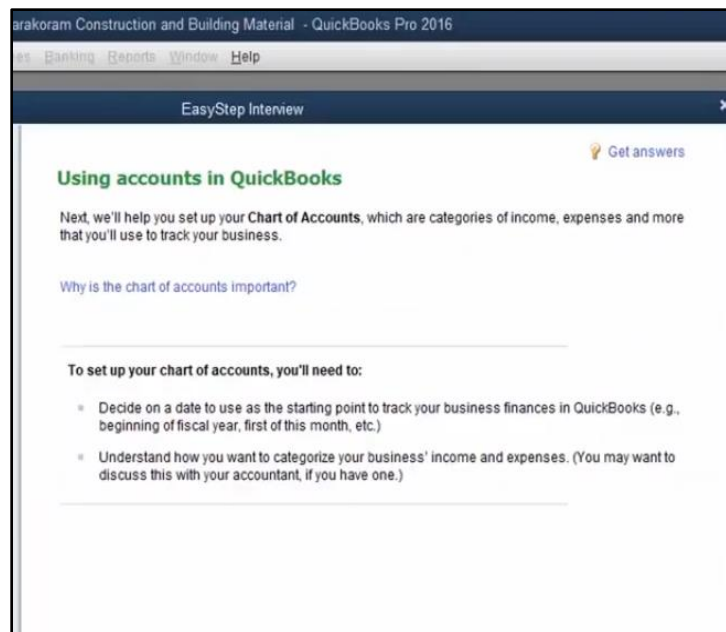 arakoram Construction and Building Material - QuickBooks Pro 2016
Banking Reports Window Help
EasyStep Interview
Get answers
Using accounts in QuickBooks
Next, we'll help you set up your Chart of Accounts, which are categories of income, expenses and more
that you'll use to track your business.
Why is the chart of accounts important?
To set up your chart of accounts, you'll need to:
Decide on a date to use as the starting point to track your business finances in QuickBooks (e.g.,
beginning of fiscal year, first of this month, etc.)
Understand how you want to categorize your business' income and expenses. (You may want to
discuss this with your accountant, if you have one.)